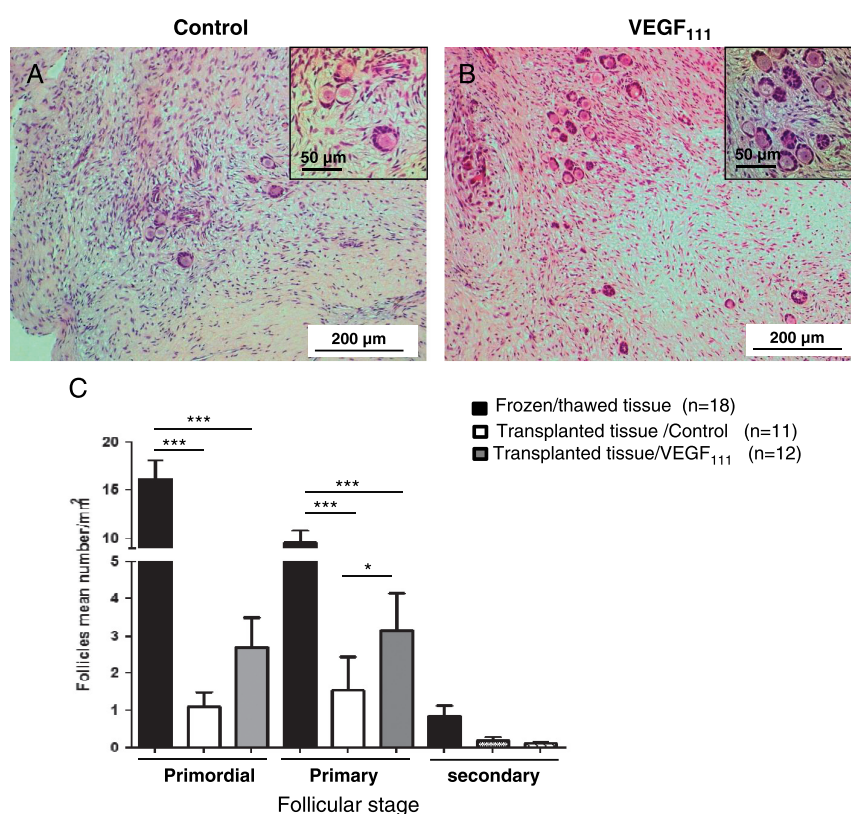 Control
VEGF111
A
50 µm
200 µm
B
50 µm
200 µm
C
Frozen/thawed tissue (n=18)
Transplanted tissue /Control (n=11)
Transplanted tissue/VEGF111 (n=12)
Follicles mean number/mm2
20
15
10
5
4
3
2
1
0
***
***
***
***
*
Primordial
Primary
secondary
Follicular stage